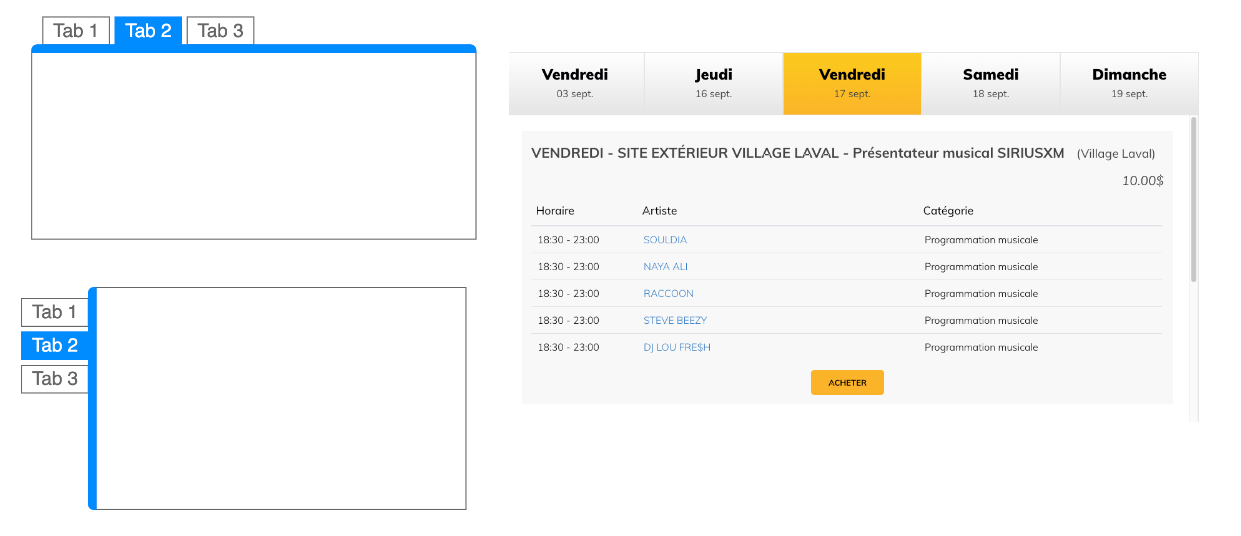 Tab 1 Tab 2 Tab 3
Tab 1
Tab 2
Tab 3
Vendredi Jeudi Vendredi Samedi Dimanche
03 sept. 16 sept. 17 sept. 18 sept. 19 sept.
VENDREDI - SITE EXTÉRIEUR VILLAGE LAVAL - Présentateur musical SIRIUSXM (Village Laval)
10.00$
Horaire Artiste Catégorie
18:30 - 23:00 SOULDIA Programmation musicale
18:30 - 23:00 NAYA ALI Programmation musicale
18:30 - 23:00 RACCOON Programmation musicale
18:30 - 23:00 STEVE BEEZY Programmation musicale
18:30 - 23:00 DJ LOU FRE$H Programmation musicale
ACHETER